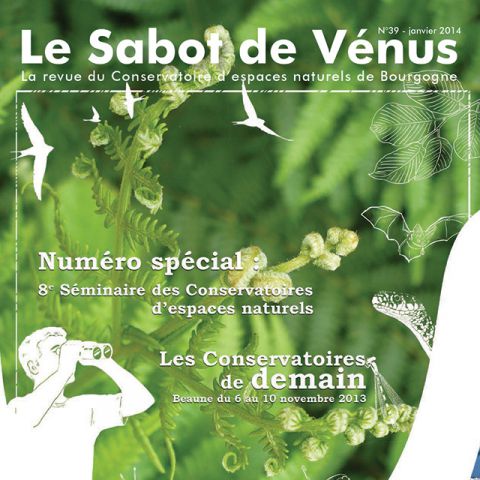 N°39 - janvier 2014
Le Sabot de Vénus
La revue du Conservatoire d'espaces naturels de Bourgogne
Numéro spécial :
8e Séminaire des Conservatoires
d'espaces naturels
Les Conservatoires
de demain
Beaune du 6 au 10 novembre 2013